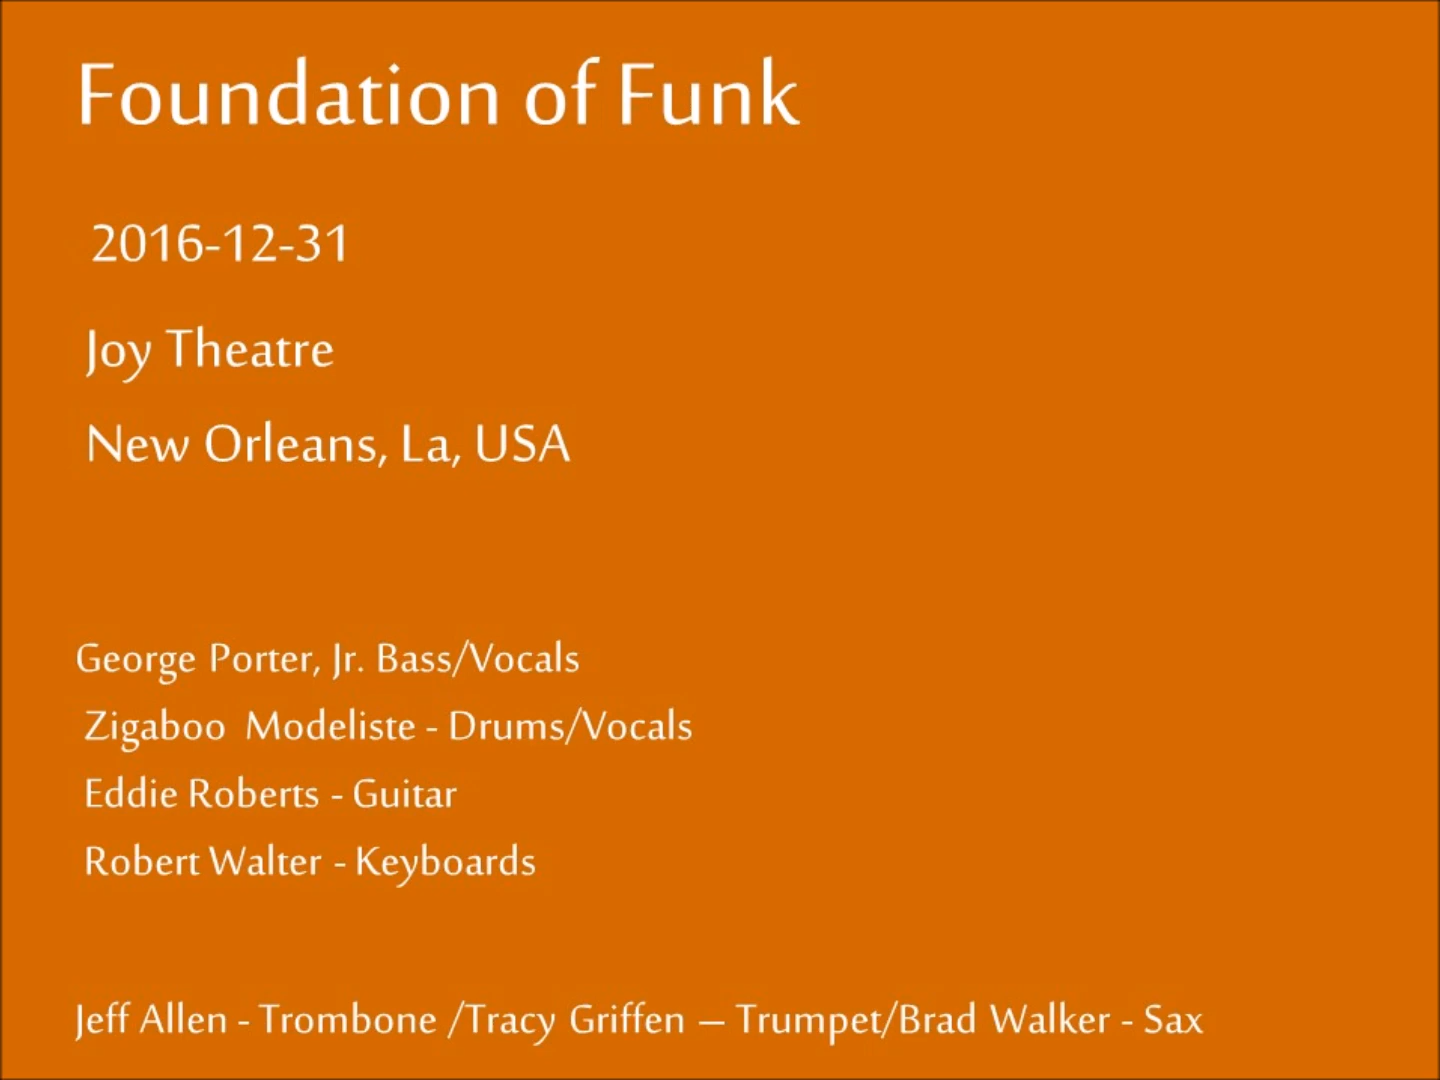 Foundation of Funk
2016-12-31
Joy Theatre
New Orleans, La, USA
George Porter, Jr. Bass/Vocals
Zigaboo Modeliste - Drums/Vocals
Eddie Roberts - Guitar
Robert Walter - Keyboards
Jeff Allen - Trombone /Tracy Griffen – Trumpet/Brad Walker - Sax